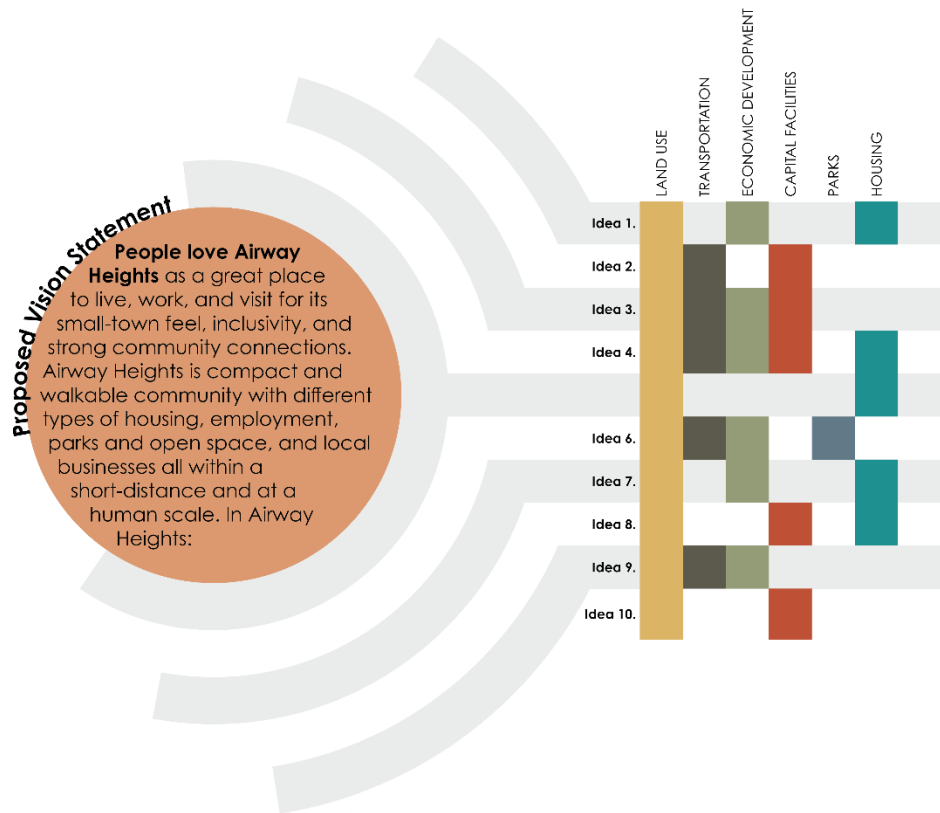 Proposed Vision Statement
People love Airway
Heights as a great place
to live, work, and visit for its
small-town feel, inclusivity, and
strong community connections.
Airway Heights is compact and
walkable community with different
types of housing, employment,
parks and open space, and local
businesses all within a
short-distance and at a
human scale. In Airway
Heights:
LAND USE
TRANSPORTATION
ECONOMIC DEVELOPMENT
CAPITAL FACILITIES
PARKS
HOUSING
Idea 1.
Idea 2.
Idea 3.
Idea 4.
Idea 6.
Idea 7.
Idea 8.
Idea 9.
Idea 10.